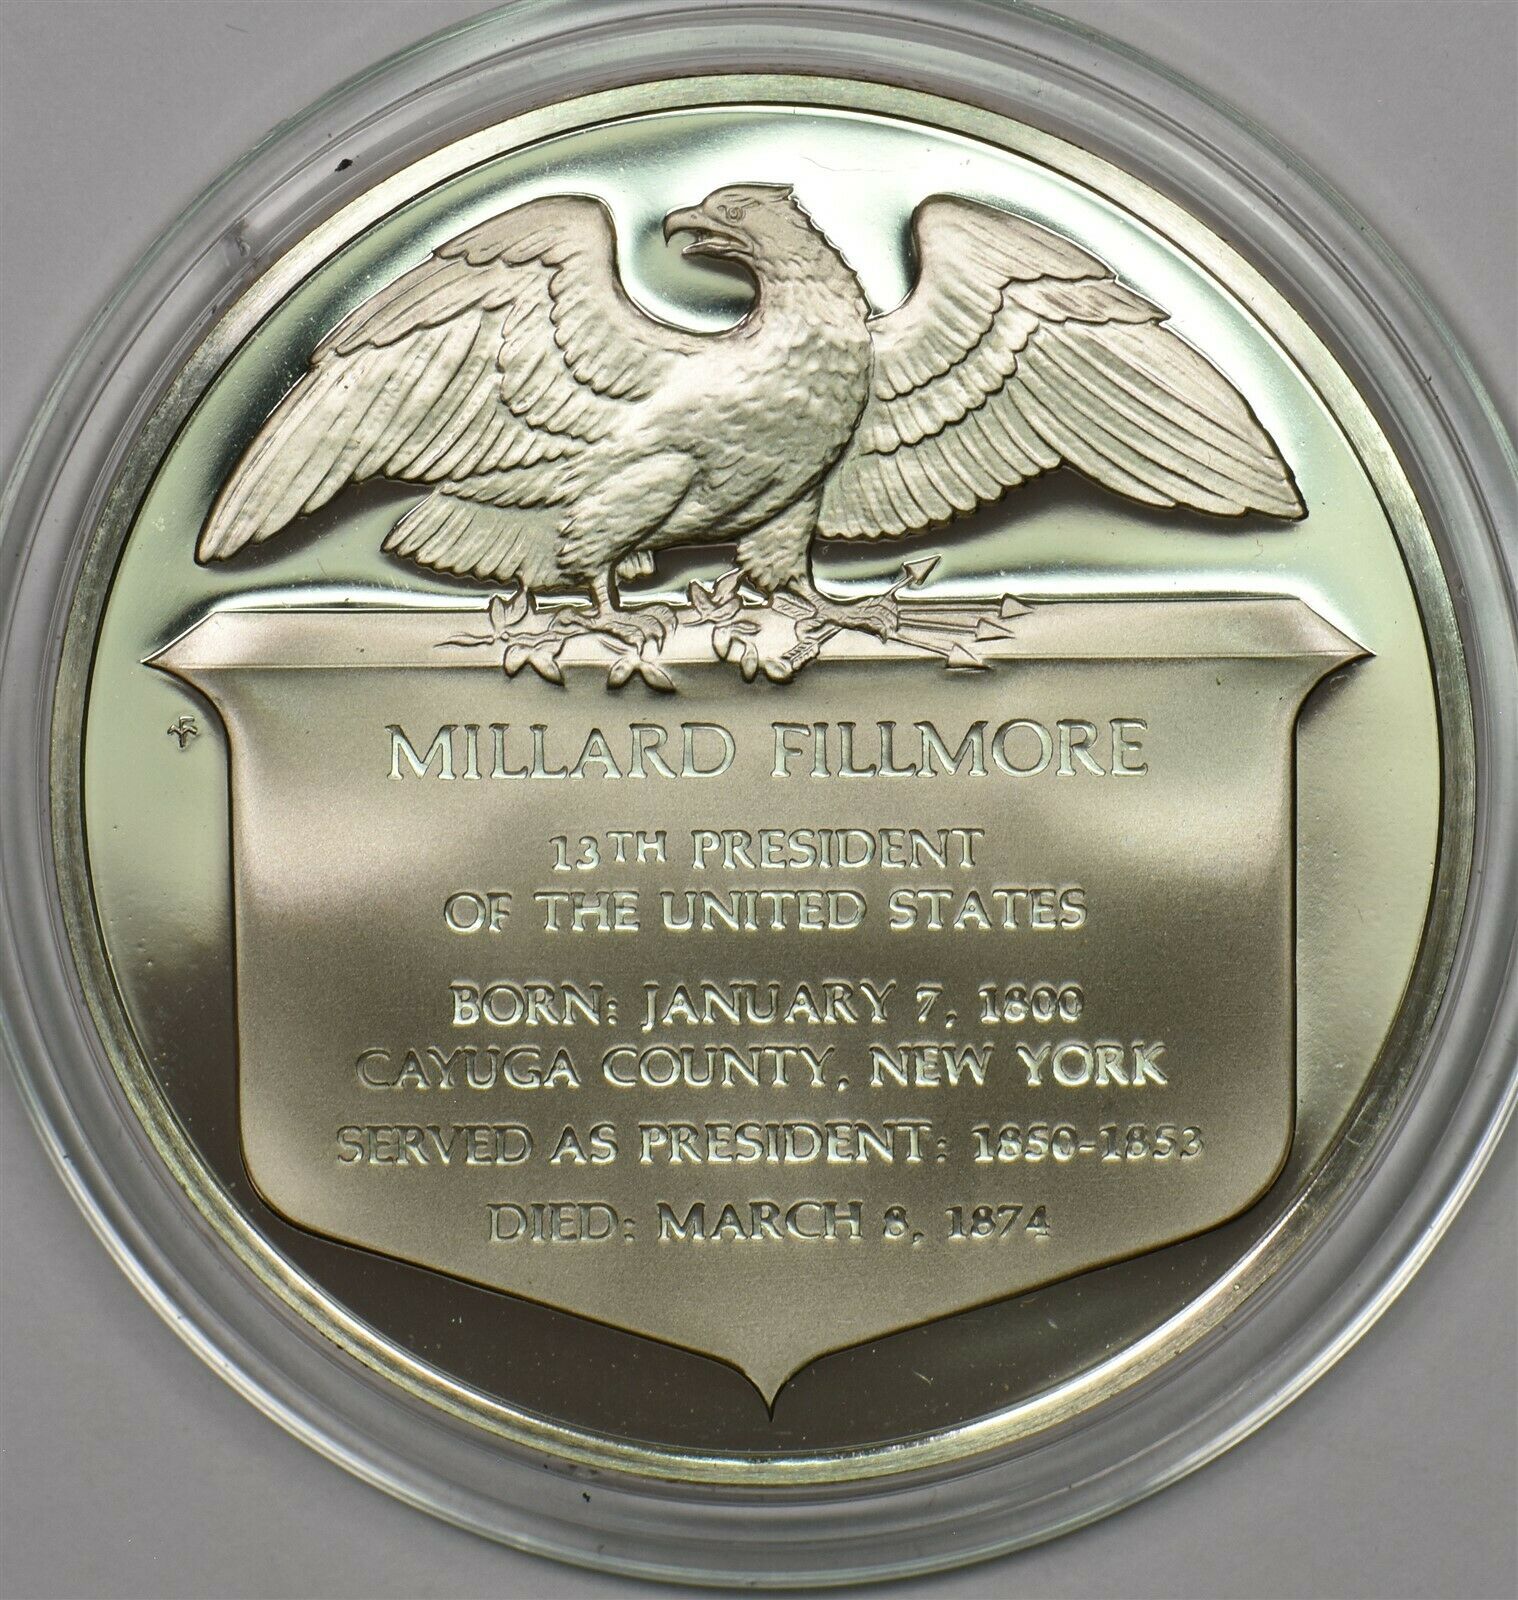 MILLARD FILLMORE
13TH PRESIDENT
OF THE UNITED STATES
BORN: JANUARY 7, 1800
CAYUGA COUNTY, NEW YORK
SERVED AS PRESIDENT: 1850-1853
DIED: MARCH 8, 1874